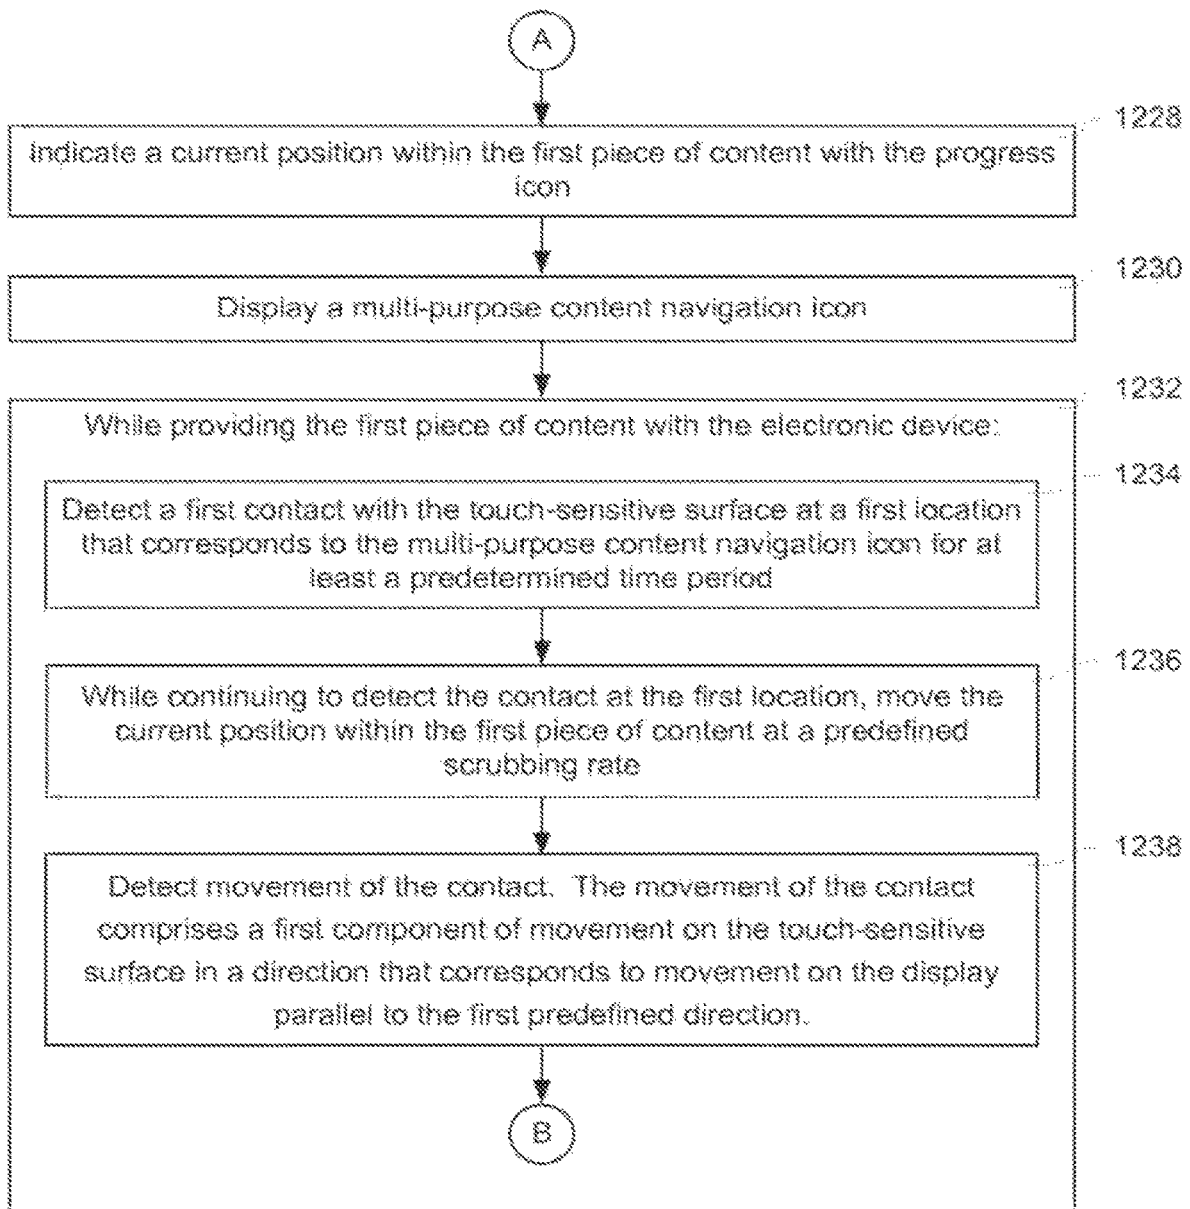 A
1228
Indicate a current position within the first piece of content with the progress
icon
1230
Display a multi-purpose content navigation icon
1232
While providing the first piece of content with the electronic device:
1234
Detect a first contact with the touch-sensitive surface at a first location
that corresponds to the multi-purpose content navigation icon for at
least a predetermined time period
1236
While continuing to detect the contact at the first location, move the
current position within the first piece of content at a predefined
scrubbing rate
1238
Detect movement of the contact. The movement of the contact
comprises a first component of movement on the touch-sensitive
surface in a direction that corresponds to movement on the display
parallel to the first predefined direction.
B